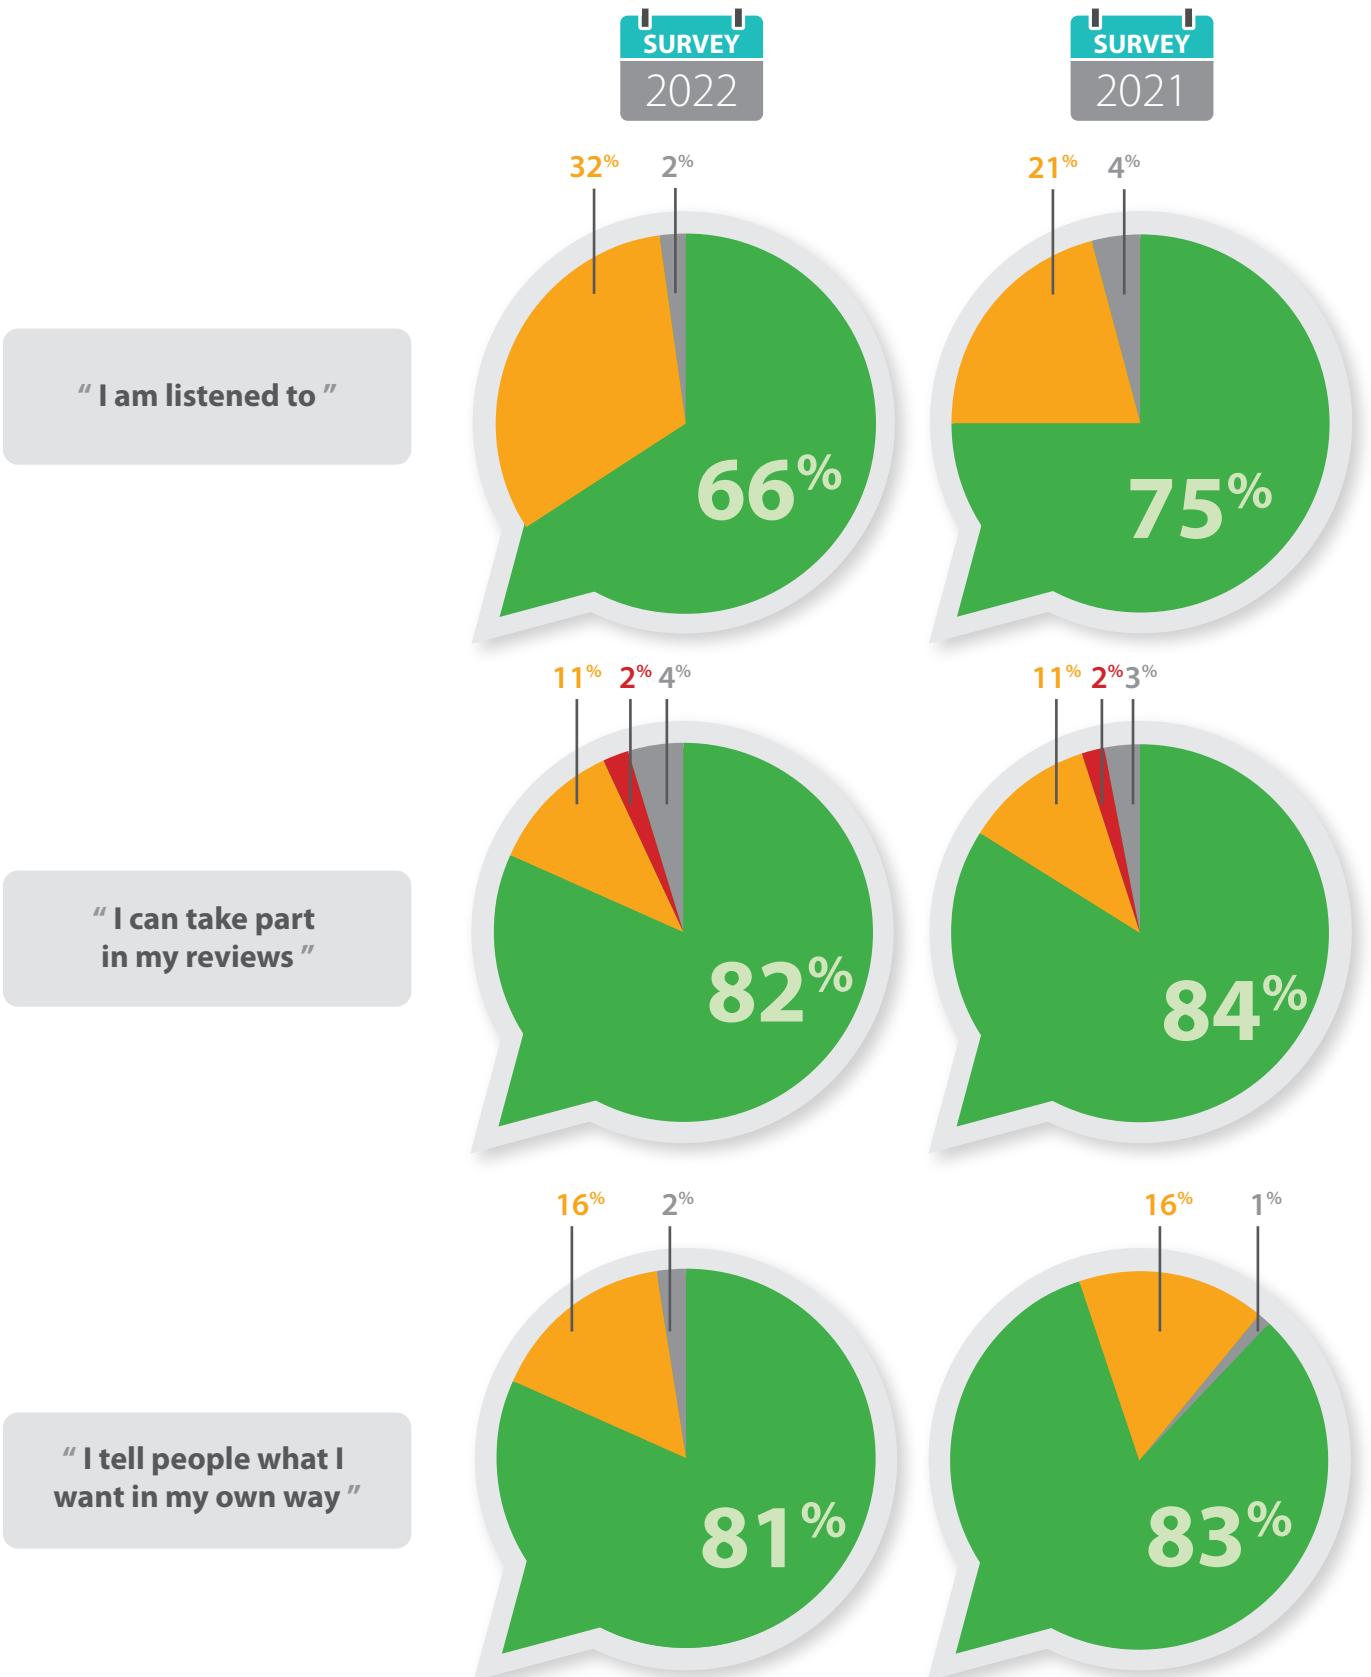 SURVEY
2022
SURVEY
2021
32% 2%
21% 4%
" I am listened to "
66%
75%
11% 2% 4%
11% 2% 3%
" I can take part
in my reviews "
82%
84%
16% 2%
16% 1%
" I tell people what I
want in my own way "
81%
83%